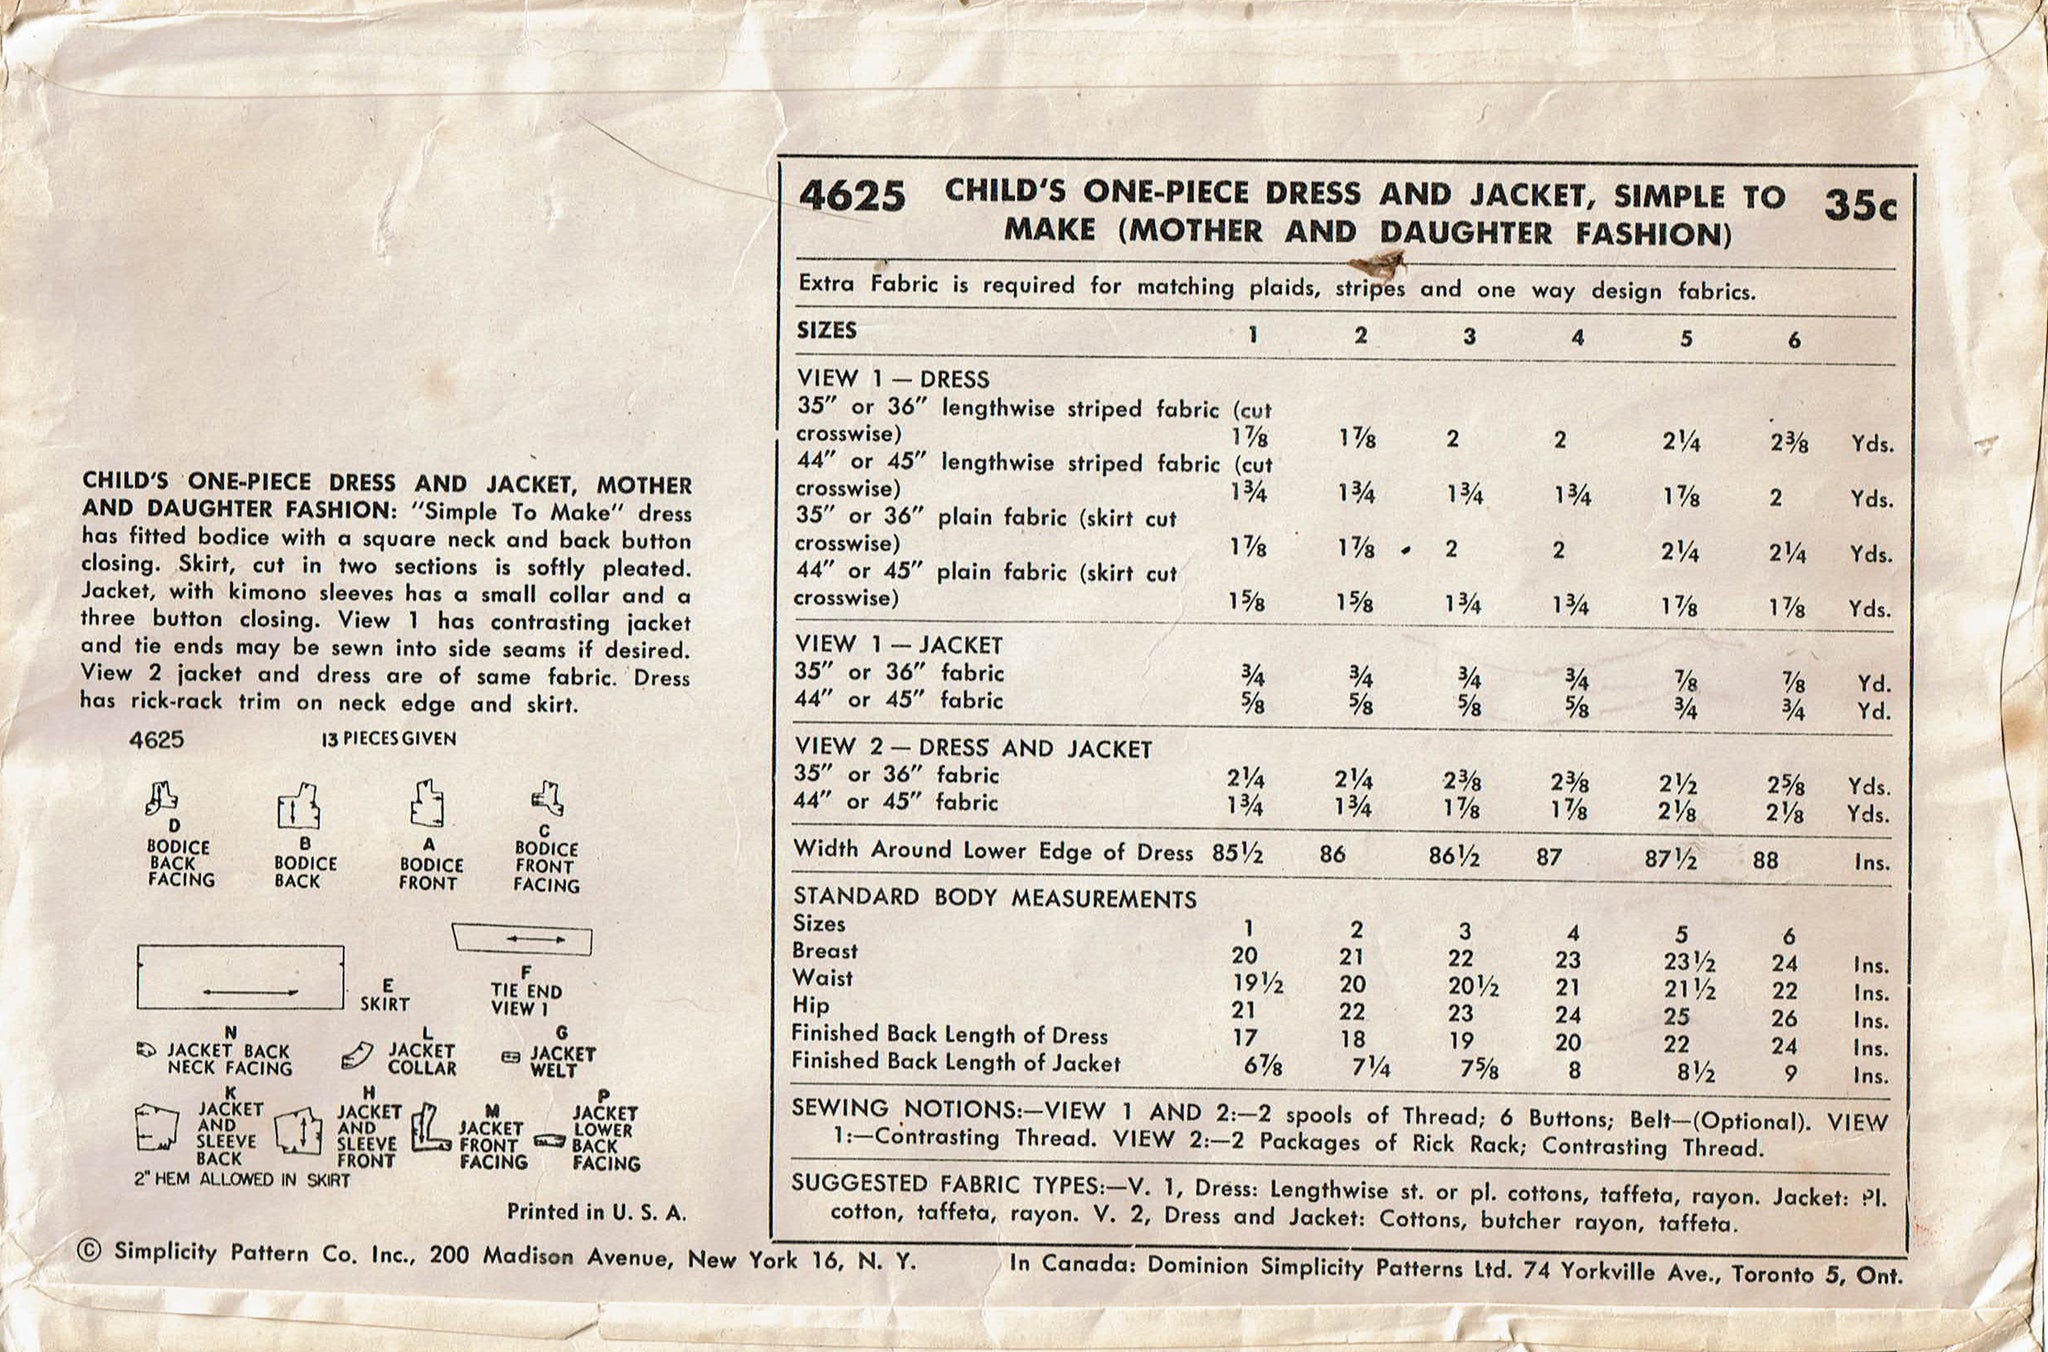 4625 CHILD'S ONE-PIECE DRESS AND JACKET, SIMPLE TO 35c
MAKE (MOTHER AND DAUGHTER FASHION)
Extra Fabric is required for matching plaids, stripes and one way design fabrics.
SIZES 1 2 3 4 5 6
VIEW 1 — DRESS
35" or 36" lengthwise striped fabric (cut
crosswise) 1⅞ 1⅞ 2 2 2¼ 2⅜ Yds.
44" or 45" lengthwise striped fabric (cut
crosswise) 1¾ 1¾ 1¾ 1¾ 1⅞ 2 Yds.
35" or 36" plain fabric (skirt cut
crosswise) 1⅞ 1⅞ 2 2 2¼ 2¼ Yds.
44" or 45" plain fabric (skirt cut
crosswise) 1⅝ 1⅝ 1¾ 1¾ 1⅞ 1⅞ Yds.
VIEW 1 — JACKET
35" or 36" fabric ¾ ¾ ¾ ¾ ⅞ ⅞ Yd.
44" or 45" fabric ⅝ ⅝ ⅝ ⅝ ¾ ¾ Yd.
VIEW 2 — DRESS AND JACKET
35" or 36" fabric 2¼ 2¼ 2⅜ 2⅜ 2½ 2⅝ Yds.
44" or 45" fabric 1¾ 1¾ 1⅞ 1⅞ 2⅛ 2⅛ Yds.
Width Around Lower Edge of Dress 85½ 86 86½ 87 87½ 88 Ins.
STANDARD BODY MEASUREMENTS
Sizes 1 2 3 4 5 6
Breast 20 21 22 23 23½ 24 Ins.
Waist 19½ 20 20½ 21 21½ 22 Ins.
Hip 21 22 23 24 25 26 Ins.
Finished Back Length of Dress 17 18 19 20 22 24 Ins.
Finished Back Length of Jacket 6⅞ 7¼ 7⅝ 8 8½ 9 Ins.
SEWING NOTIONS:—VIEW 1 AND 2:—2 spools of Thread; 6 Buttons; Belt—(Optional). VIEW
1:—Contrasting Thread. VIEW 2:—2 Packages of Rick Rack; Contrasting Thread.
SUGGESTED FABRIC TYPES:—V. 1, Dress: Lengthwise st. or pl. cottons, taffeta, rayon. Jacket: Pl.
cotton, taffeta, rayon. V. 2, Dress and Jacket: Cottons, butcher rayon, taffeta.
CHILD'S ONE-PIECE DRESS AND JACKET, MOTHER
AND DAUGHTER FASHION: "Simple To Make" dress
has fitted bodice with a square neck and back button
closing. Skirt, cut in two sections is softly pleated.
Jacket, with kimono sleeves has a small collar and a
three button closing. View 1 has contrasting jacket
and tie ends may be sewn into side seams if desired.
View 2 jacket and dress are of same fabric. Dress
has rick-rack trim on neck edge and skirt.
4625 13 PIECES GIVEN
D
BODICE
BACK
FACING
B
BODICE
BACK
A
BODICE
FRONT
C
BODICE
FRONT
FACING
E
SKIRT
F
TIE END
VIEW 1
N
JACKET BACK
NECK FACING
L
JACKET
COLLAR
G
JACKET
WELT
K
JACKET
AND
SLEEVE
BACK
H
JACKET
AND
SLEEVE
FRONT
M
JACKET
FRONT
FACING
P
JACKET
LOWER
BACK
FACING
2" HEM ALLOWED IN SKIRT
Printed in U. S. A.
© Simplicity Pattern Co. Inc., 200 Madison Avenue, New York 16, N. Y. In Canada: Dominion Simplicity Patterns Ltd. 74 Yorkville Ave., Toronto 5, Ont.